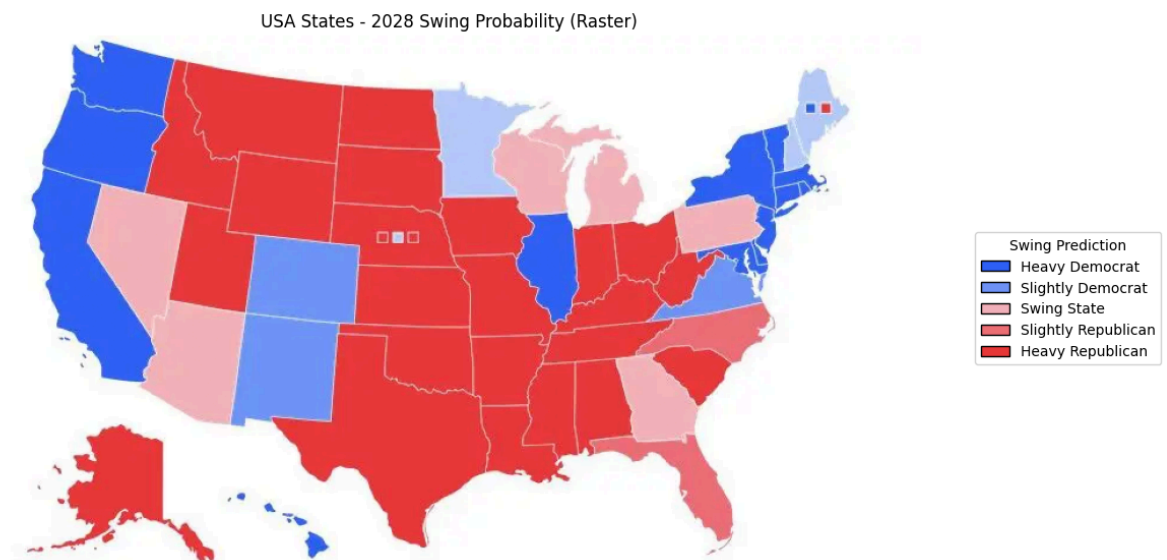 USA States - 2028 Swing Probability (Raster)
Swing Prediction
Heavy Democrat
Slightly Democrat
Swing State
Slightly Republican
Heavy Republican